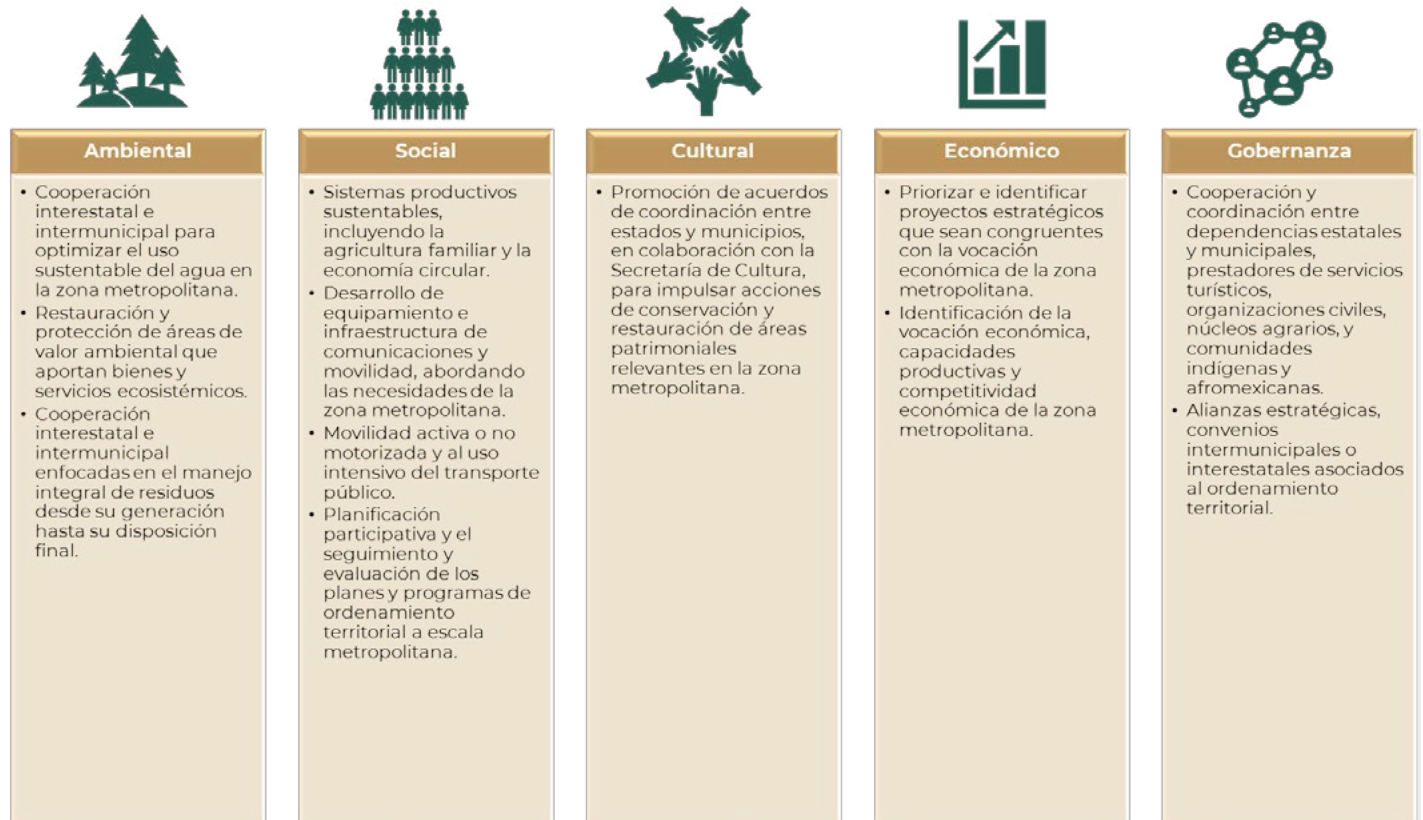 Ambiental
• Cooperación
interestatal e
intermunicipal para
optimizar el uso
sustentable del agua en
la zona metropolitana.
• Restauración y
protección de áreas de
valor ambiental que
aportan bienes y
servicios ecosistémicos.
• Cooperación
interestatal e
intermunicipal
enfocadas en el manejo
integral de residuos
desde su generación
hasta su disposición
final.
Social
• Sistemas productivos
sustentables,
incluyendo la
agricultura familiar y la
economía circular.
• Desarrollo de
equipamiento e
infraestructura de
comunicaciones y
movilidad, abordando
las necesidades de la
zona metropolitana.
• Movilidad activa o no
motorizada y al uso
intensivo del transporte
público.
• Planificación
participativa y el
seguimiento y
evaluación de los
planes y programas de
ordenamiento
territorial a escala
metropolitana.
Cultural
• Promoción de acuerdos
de coordinación entre
estados y municipios,
en colaboración con la
Secretaría de Cultura,
para impulsar acciones
de conservación y
restauración de áreas
patrimoniales
relevantes en la zona
metropolitana.
Económico
• Priorizar e identificar
proyectos estratégicos
que sean congruentes
con la vocación
económica de la zona
metropolitana.
• Identificación de la
vocación económica,
capacidades
productivas y
competitividad
económica de la zona
metropolitana.
Gobernanza
• Cooperación y
coordinación entre
dependencias estatales
y municipales,
prestadores de servicios
turísticos,
organizaciones civiles,
núcleos agrarios, y
comunidades
indígenas y
afromexicanas.
• Alianzas estratégicas,
convenios
intermunicipales o
interestatales asociados
al ordenamiento
territorial.